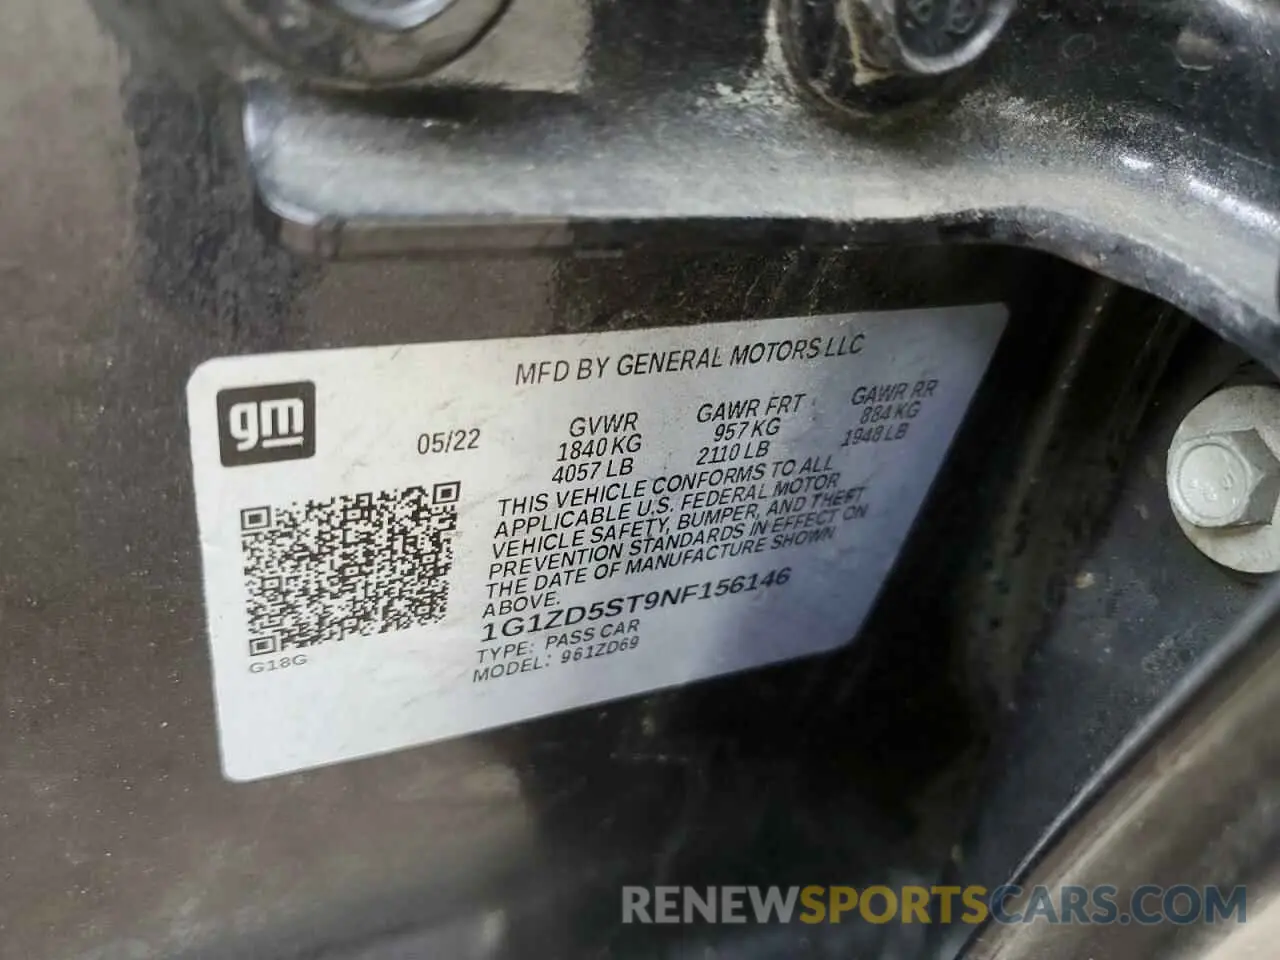 MFD BY GENERAL MOTORS LLC
gm
05/22
GVWR
1840 KG
4057 LB
GAWR FRT
957 KG
2110 LB
GAWR RR
884 KG
1948 LB
THIS VEHICLE CONFORMS TO ALL
APPLICABLE U.S. FEDERAL MOTOR
VEHICLE SAFETY, BUMPER, AND THEFT
PREVENTION STANDARDS IN EFFECT ON
THE DATE OF MANUFACTURE SHOWN
ABOVE.
1G1ZD5ST9NF156146
TYPE: PASS CAR
MODEL: 961ZD69
G18G
RENEWSPORTSCARS.COM